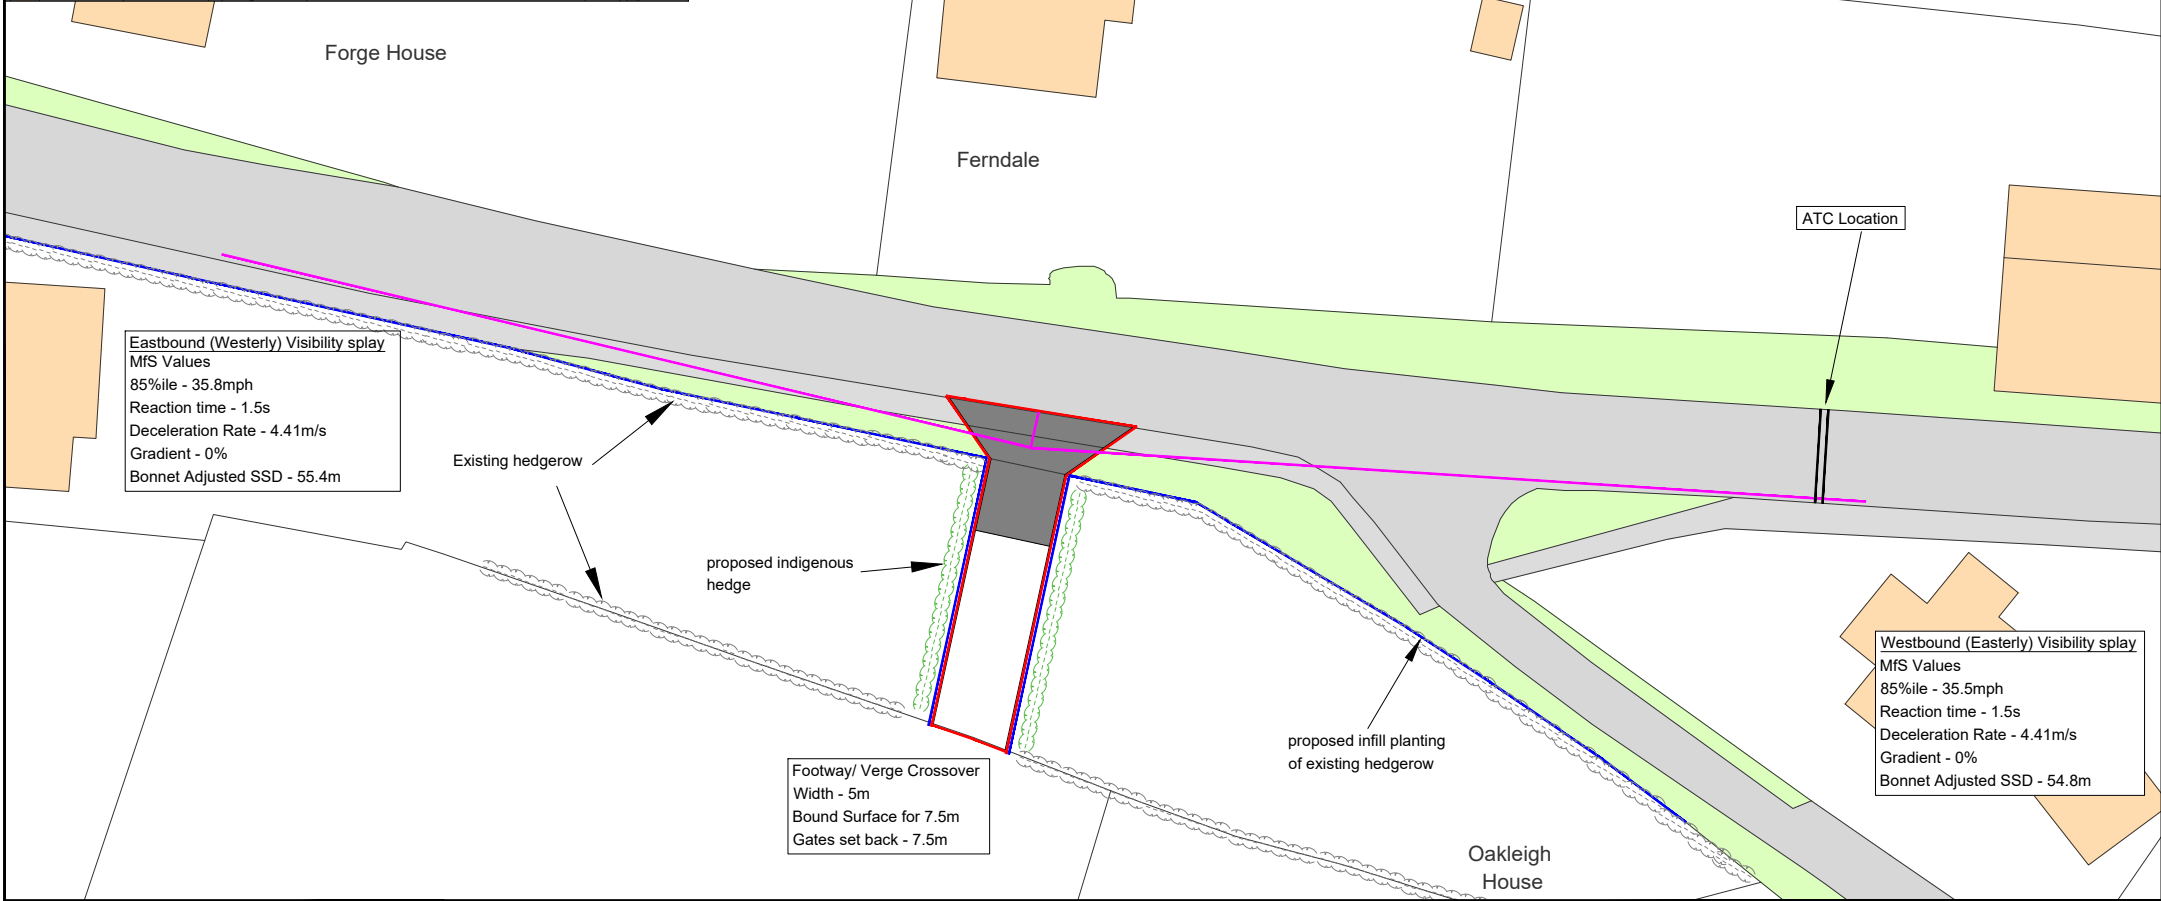 Forge House
Ferndale
ATC Location
Eastbound (Westerly) Visibility splay
MfS Values
85%ile - 35.8mph
Reaction time - 1.5s
Deceleration Rate - 4.41m/s
Gradient - 0%
Bonnet Adjusted SSD - 55.4m
Existing hedgerow
proposed indigenous
hedge
Westbound (Easterly) Visibility splay
MfS Values
85%ile - 35.5mph
Reaction time - 1.5s
Deceleration Rate - 4.41m/s
Gradient - 0%
Bonnet Adjusted SSD - 54.8m
proposed infill planting
of existing hedgerow
Footway/ Verge Crossover
Width - 5m
Bound Surface for 7.5m
Gates set back - 7.5m
Oakleigh
House